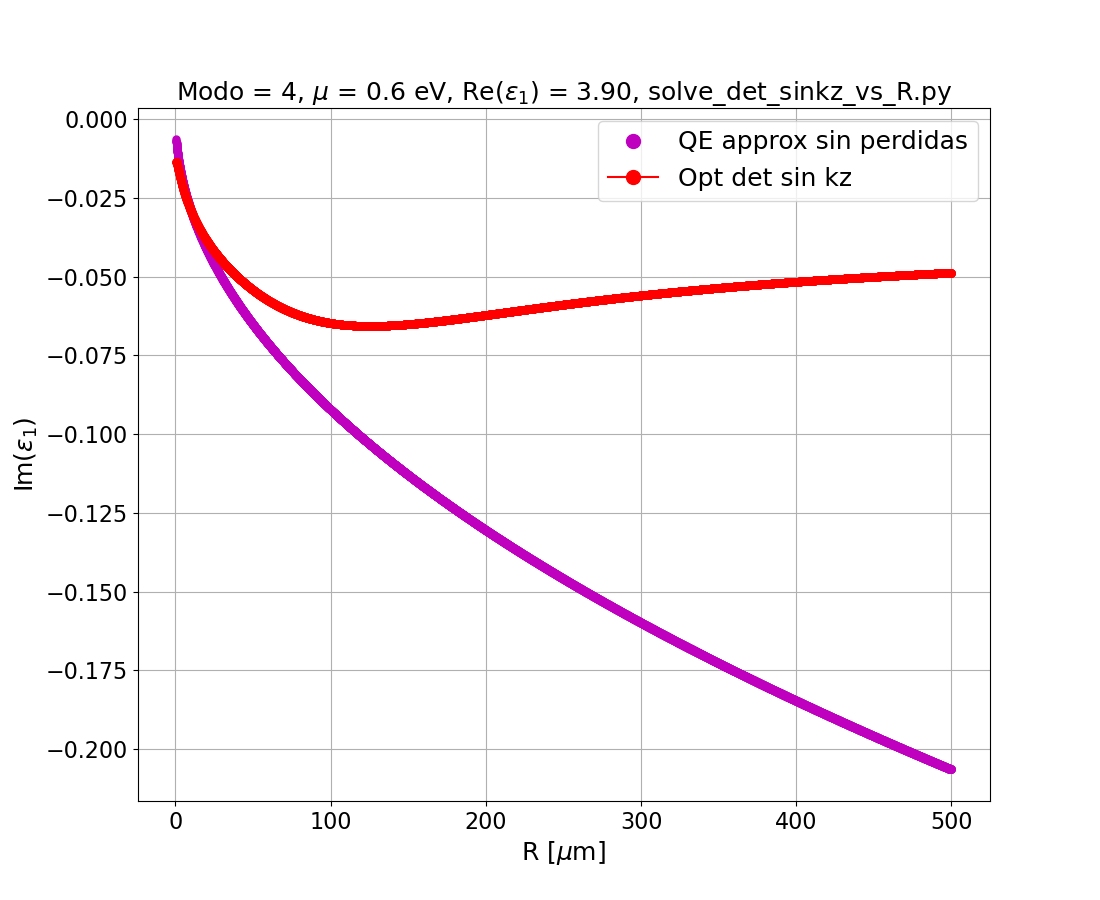 Modo = 4, μ = 0.6 eV, Re(ε₁) = 3.90, solve_det_sinkz_vs_R.py
QE approx sin perdidas
Opt det sin kz
Im(ε₁)
0.000
−0.025
−0.050
−0.075
−0.100
−0.125
−0.150
−0.175
−0.200
0 100 200 300 400 500
R [μm]